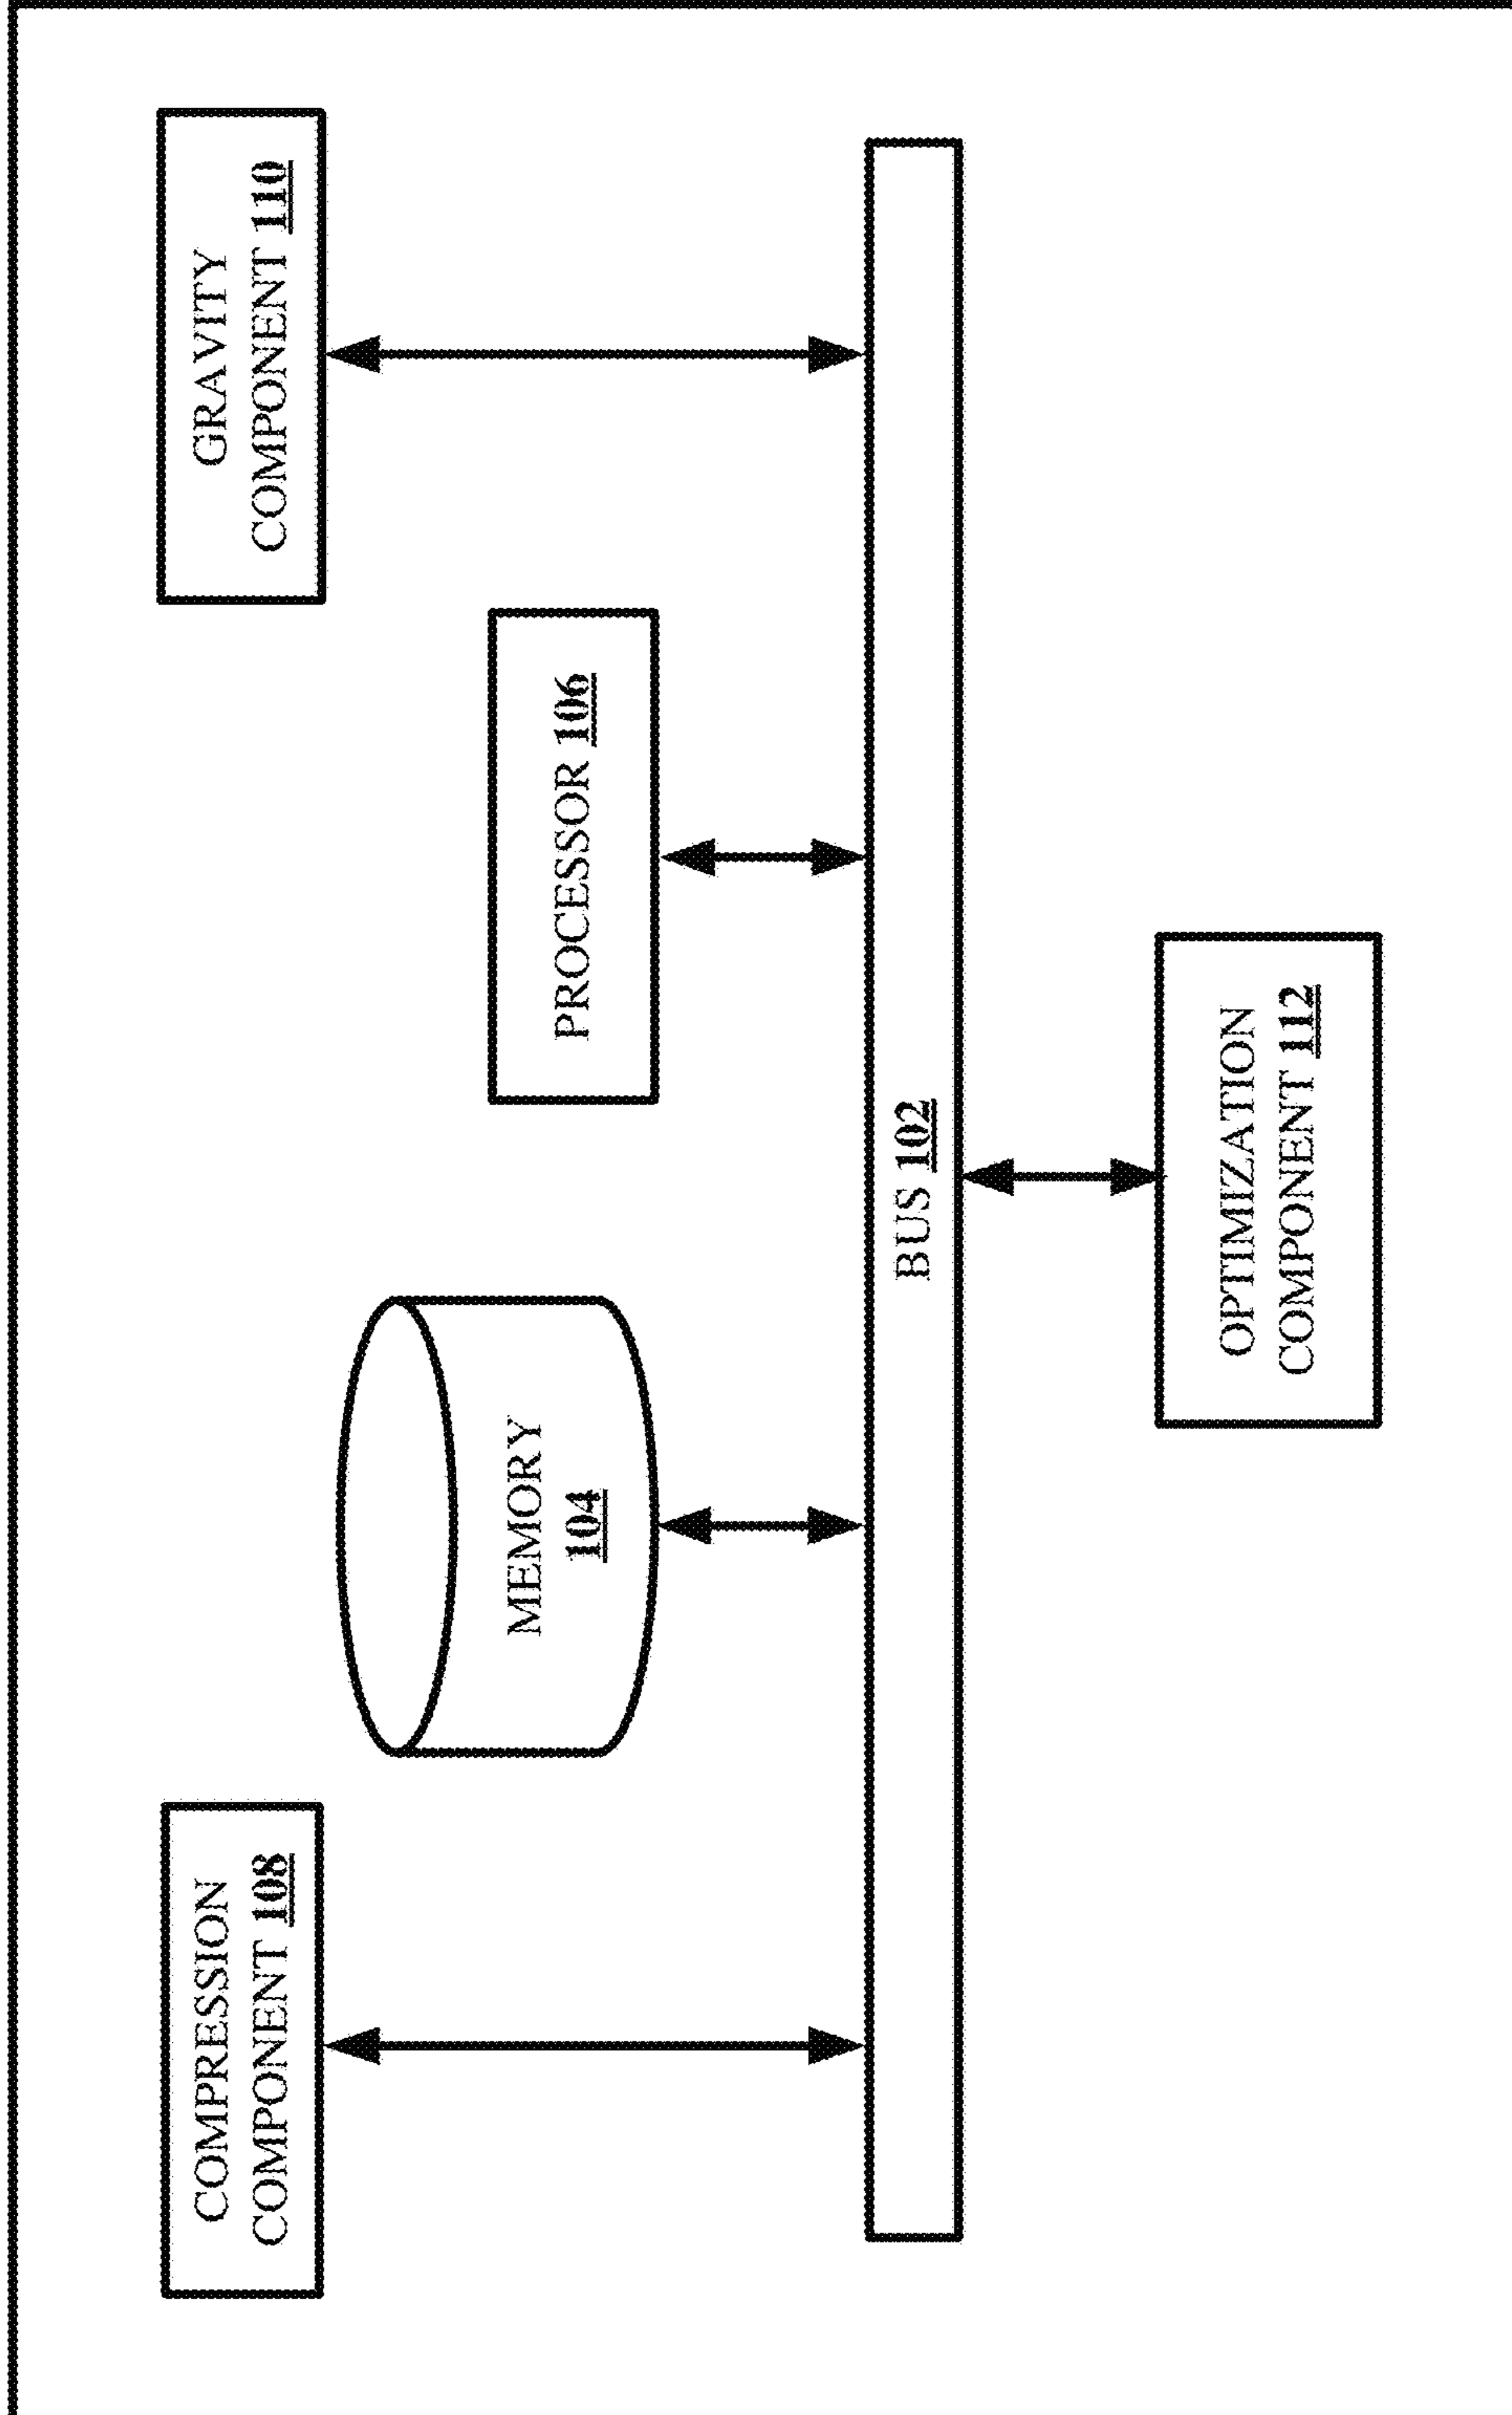 COMPRESSION
COMPONENT 108
MEMORY
104
PROCESSOR 106
GRAVITY
COMPONENT 110
BUS 102
OPTIMIZATION
COMPONENT 112